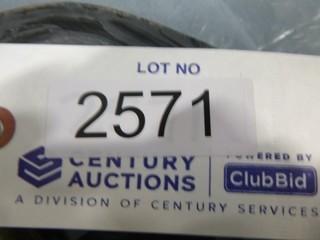 LOT NO
2571
CENTURY AUCTIONS
POWERED BY
ClubBid
A DIVISION OF CENTURY SERVICES